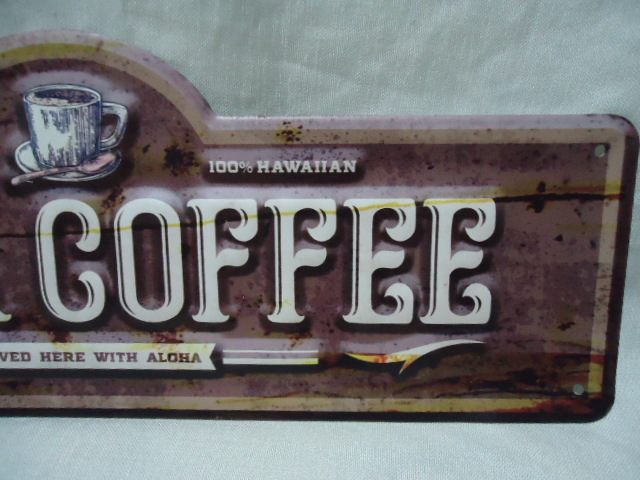 100% HAWAIIAN
COFFEE
VED HERE WITH ALOHA